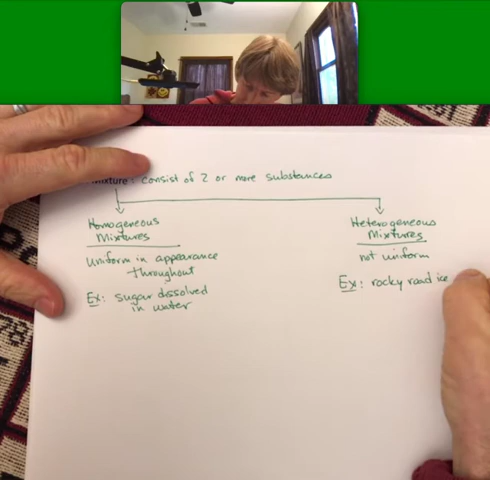 Mixture: consist of 2 or more substances
Homogeneous
Mixtures
uniform in appearance
throughout
Ex: sugar dissolved
in water
Heterogeneous
Mixtures
not uniform
Ex: rocky road ice